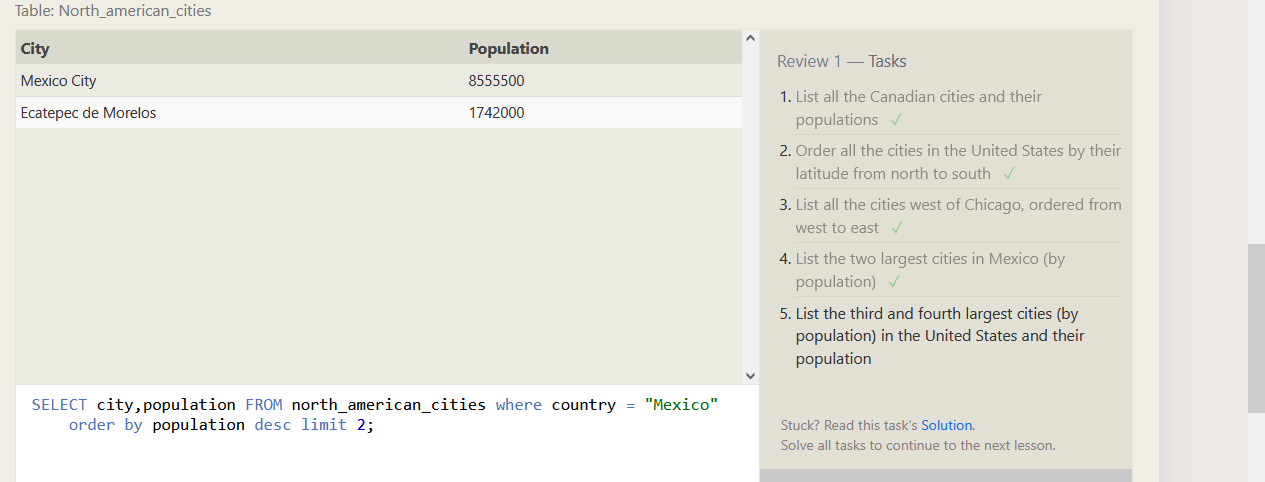 Table: North_american_cities
City Population
Mexico City 8555500
Ecatepec de Morelos 1742000
SELECT city,population FROM north_american_cities where country = "Mexico"
order by population desc limit 2;
Review 1 — Tasks
1. List all the Canadian cities and their
populations ✓
2. Order all the cities in the United States by their
latitude from north to south ✓
3. List all the cities west of Chicago, ordered from
west to east ✓
4. List the two largest cities in Mexico (by
population) ✓
5. List the third and fourth largest cities (by
population) in the United States and their
population
Stuck? Read this task's Solution.
Solve all tasks to continue to the next lesson.